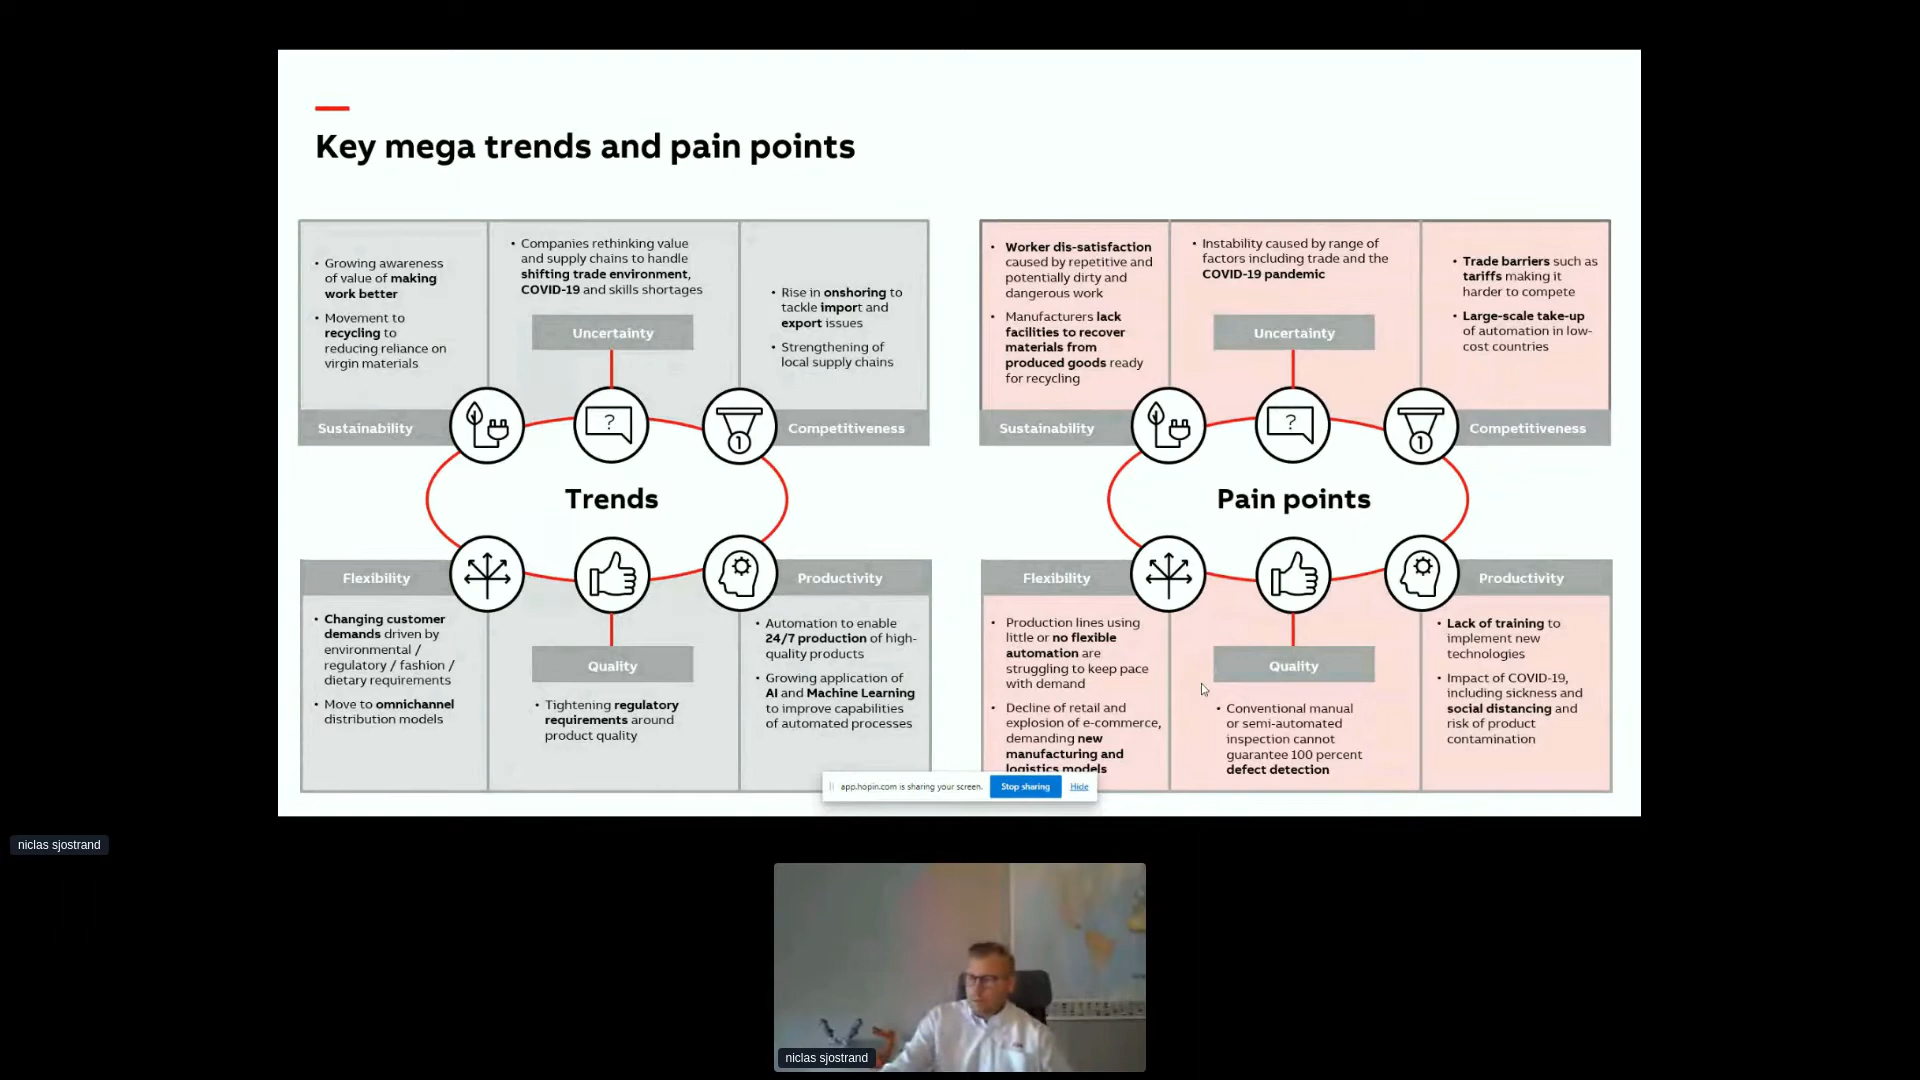 Key mega trends and pain points
• Growing awareness
of value of making
work better
• Movement to
recycling to
reducing reliance on
virgin materials
Sustainability
• Companies rethinking value
and supply chains to handle
shifting trade environment,
COVID-19 and skills shortages
Uncertainty
?
• Rise in onshoring to
tackle import and
export issues
• Strengthening of
local supply chains
1
Competitiveness
Trends
Flexibility
• Changing customer
demands driven by
environmental /
regulatory / fashion /
dietary requirements
• Move to omnichannel
distribution models
Quality
• Tightening regulatory
requirements around
product quality
Productivity
• Automation to enable
24/7 production of high-
quality products
• Growing application of
AI and Machine Learning
to improve capabilities
of automated processes
• Worker dis-satisfaction
caused by repetitive and
potentially dirty and
dangerous work
• Manufacturers lack
facilities to recover
materials from
produced goods ready
for recycling
Sustainability
• Instability caused by range of
factors including trade and the
COVID-19 pandemic
Uncertainty
?
• Trade barriers such as
tariffs making it
harder to compete
• Large-scale take-up
of automation in low-
cost countries
1
Competitiveness
Pain points
Flexibility
• Production lines using
little or no flexible
automation are
struggling to keep pace
with demand
• Decline of retail and
explosion of e-commerce,
demanding new
manufacturing and
logistics models
Quality
• Conventional manual
or semi-automated
inspection cannot
guarantee 100 percent
defect detection
Productivity
• Lack of training to
implement new
technologies
• Impact of COVID-19,
including sickness and
social distancing and
risk of product
contamination
app.hopin.com is sharing your screen. Stop sharing Hide
niclas sjostrand
niclas sjostrand